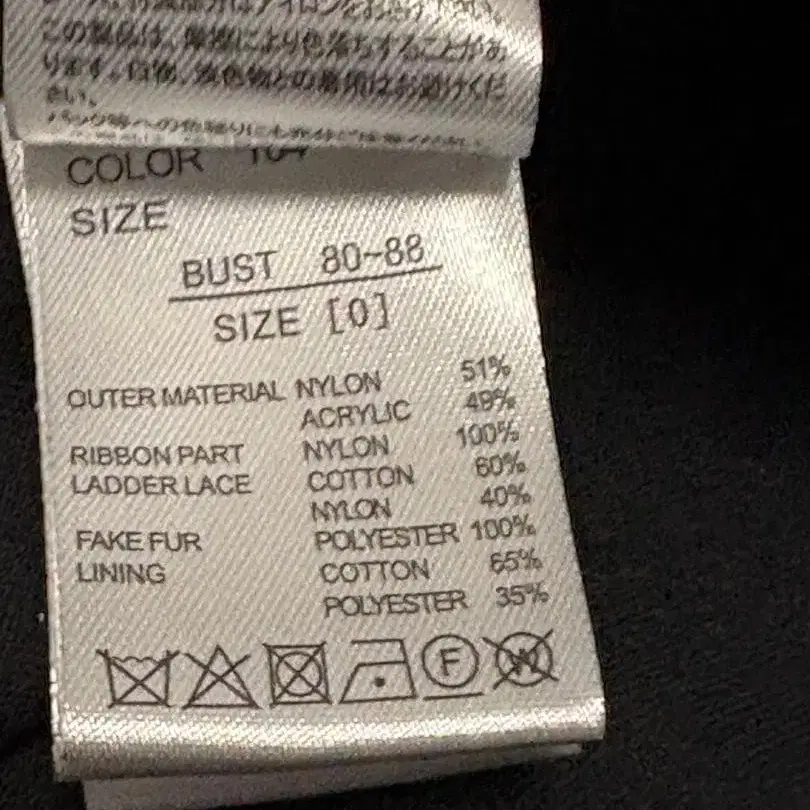 この製品は、摩擦により色落ちすることがあ
ります。白物、淡色物との着用はお避けくだ
さい。
COLOR 104
SIZE
BUST 80-88
SIZE [0]
OUTER MATERIAL NYLON 51%
ACRYLIC 49%
RIBBON PART NYLON 100%
LADDER LACE COTTON 60%
NYLON 40%
FAKE FUR POLYESTER 100%
LINING COTTON 65%
POLYESTER 35%
F W